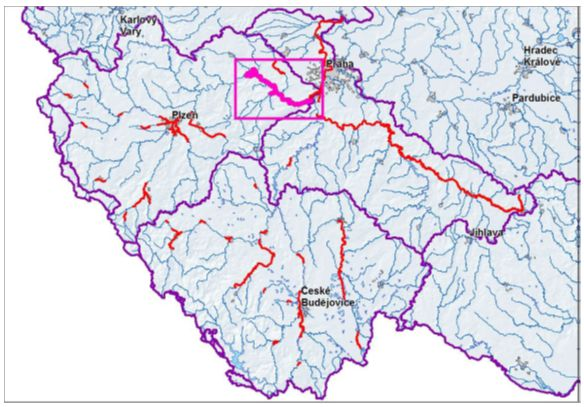 Karlovy
Vary
Hradec
Králové
Praha
Pardubice
Plzeň
Jihlava
České
Budějovice